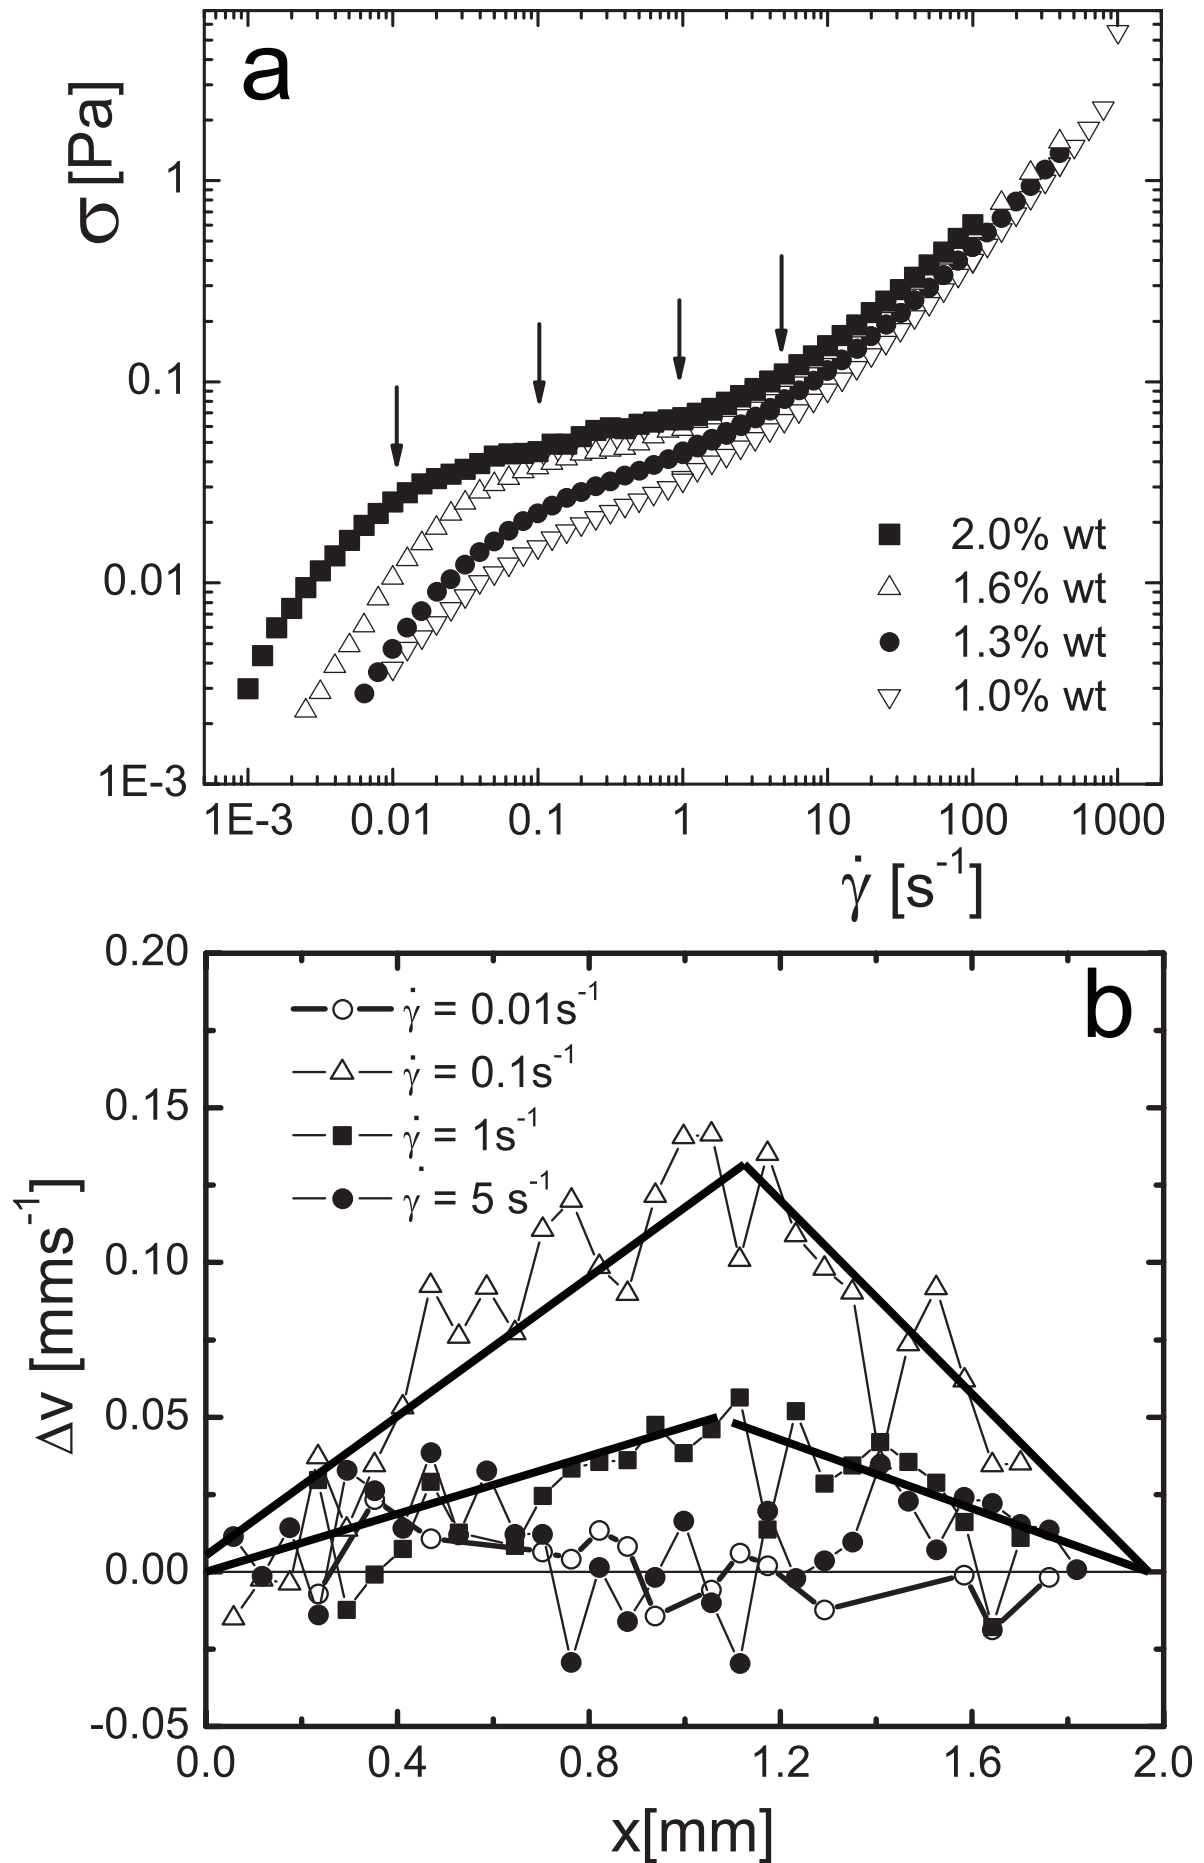 a
σ [Pa]
1
0.1
0.01
1E-3
2.0% wt
1.6% wt
1.3% wt
1.0% wt
1E-3 0.01 0.1 1 10 100 1000
γ̇ [s⁻¹]
b
Δv [mms⁻¹]
0.20
0.15
0.10
0.05
0.00
-0.05
γ̇ = 0.01s⁻¹
γ̇ = 0.1s⁻¹
γ̇ = 1s⁻¹
γ̇ = 5 s⁻¹
0.0 0.4 0.8 1.2 1.6 2.0
x[mm]